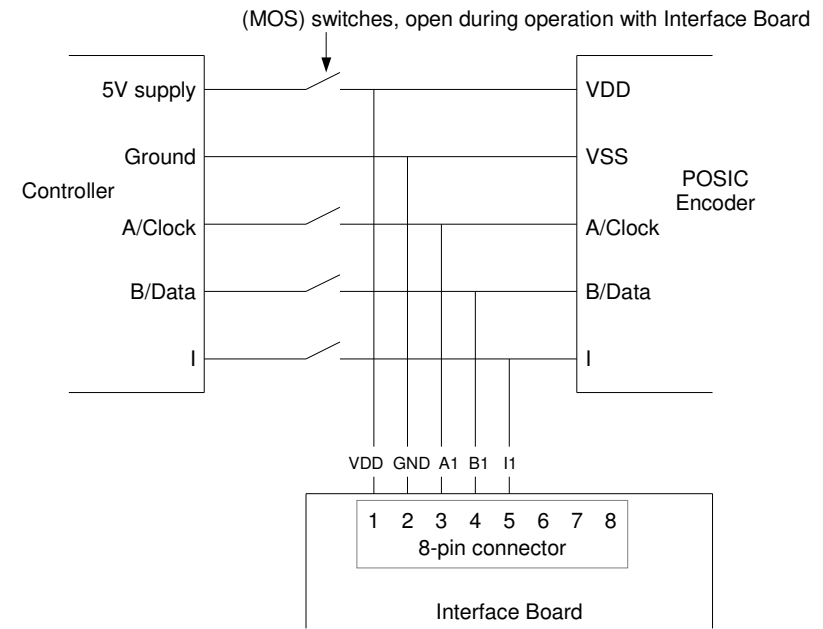 (MOS) switches, open during operation with Interface Board
5V supply
VDD
Ground
VSS
Controller
POSIC
Encoder
A/Clock
A/Clock
B/Data
B/Data
I
I
VDD GND A1 B1 I1
1 2 3 4 5 6 7 8
8-pin connector
Interface Board